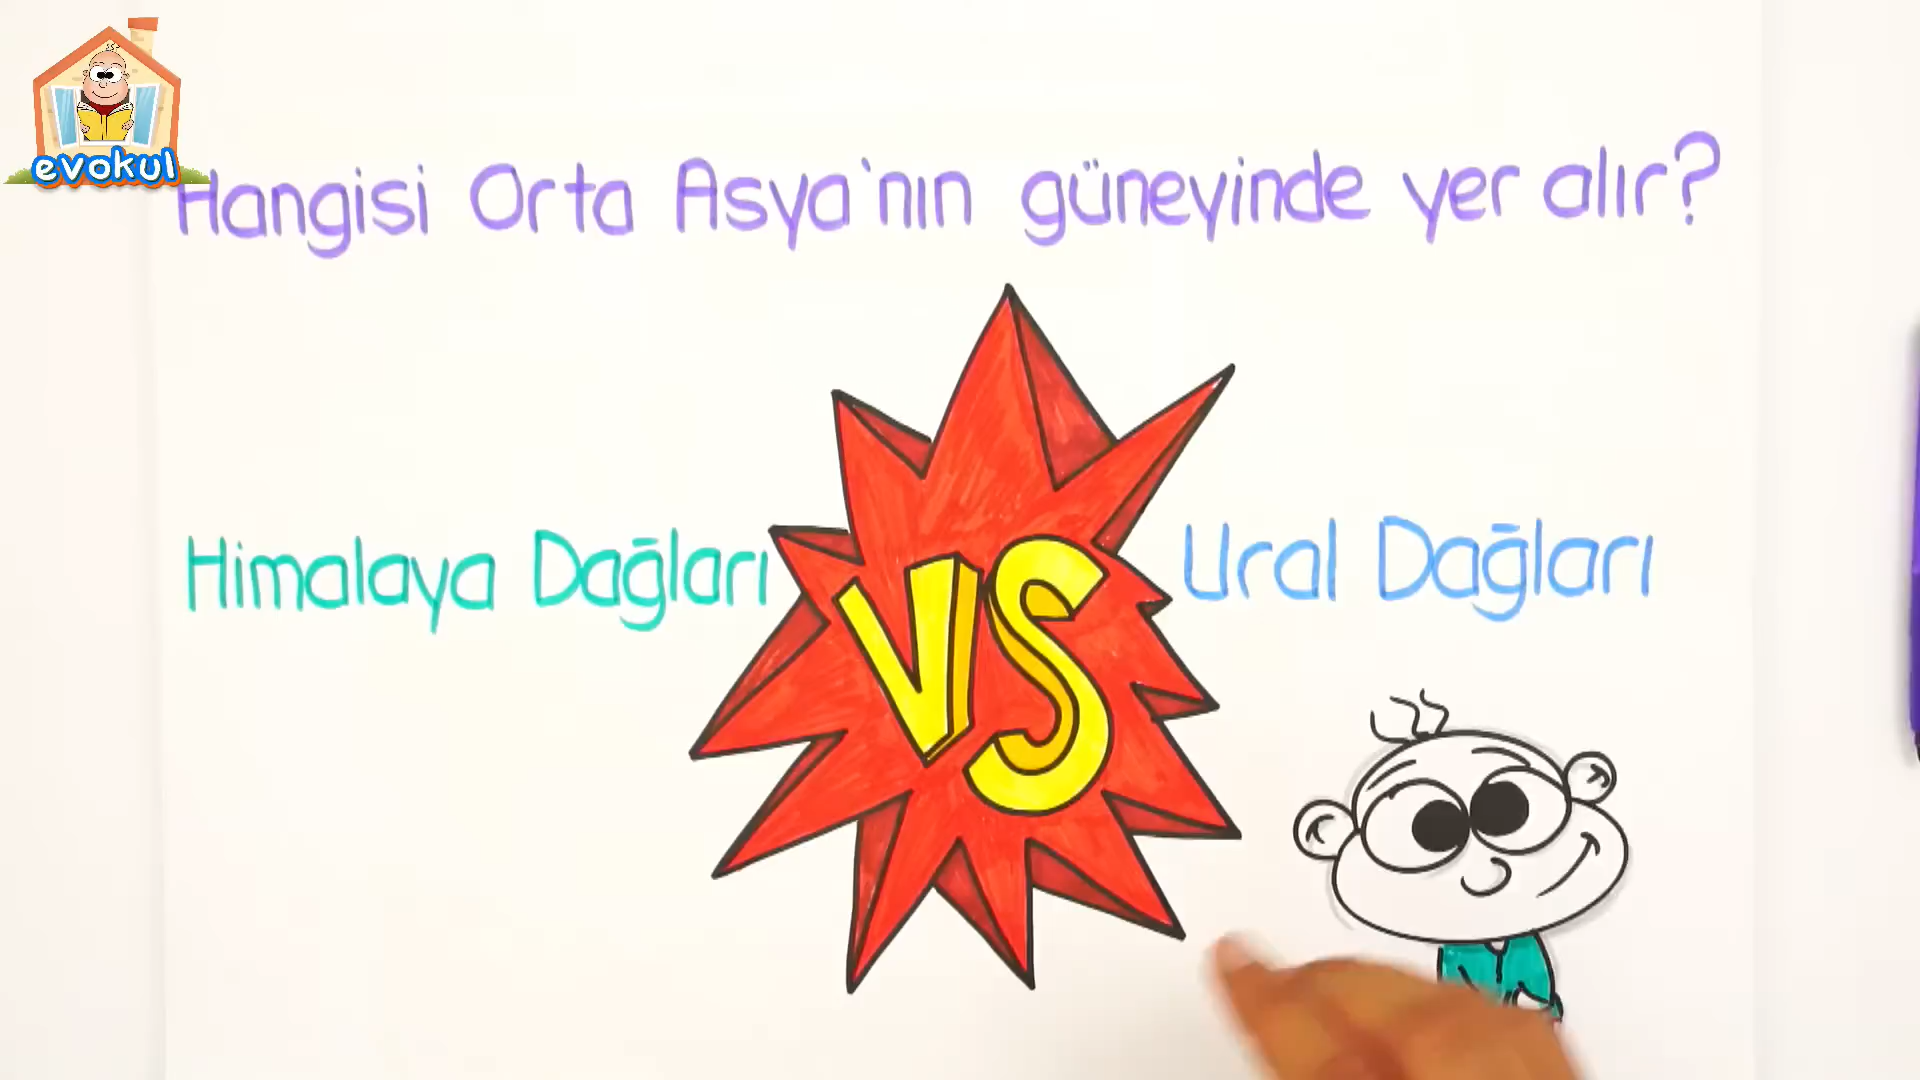 evokul
Hangisi Orta Asya'nın güneyinde yer alır?
Himalaya Dağları
VS
Ural Dağları